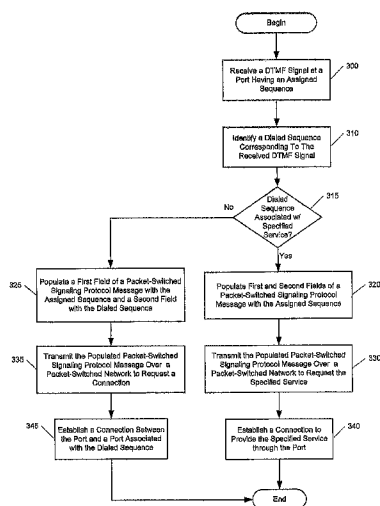 Begin
Receive a DTMF Signal at a
Port Having an Assigned
Sequence
300
Identify a Dialed Sequence
Corresponding To The
Received DTMF Signal
310
Dialed
Sequence
Associated w/
Specified
Service?
315
No
Yes
325
Populate a First Field of a Packet-Switched
Signaling Protocol Message with the
Assigned Sequence and a Second Field
with the Dialed Sequence
Populate First and Second Fields of a
Packet-Switched Signaling Protocol
Message with the Assigned Sequence
320
335
Transmit the Populated Packet-Switched
Signaling Protocol Message Over a
Packet-Switched Network to Request a
Connection
Transmit the Populated Packet-Switched
Signaling Protocol Message Over a
Packet-Switched Network to Request the
Specified Service
330
345
Establish a Connection Between
the Port and a Port Associated
with the Dialed Sequence
Establish a Connection to
Provide the Specified Service
through the Port
340
End